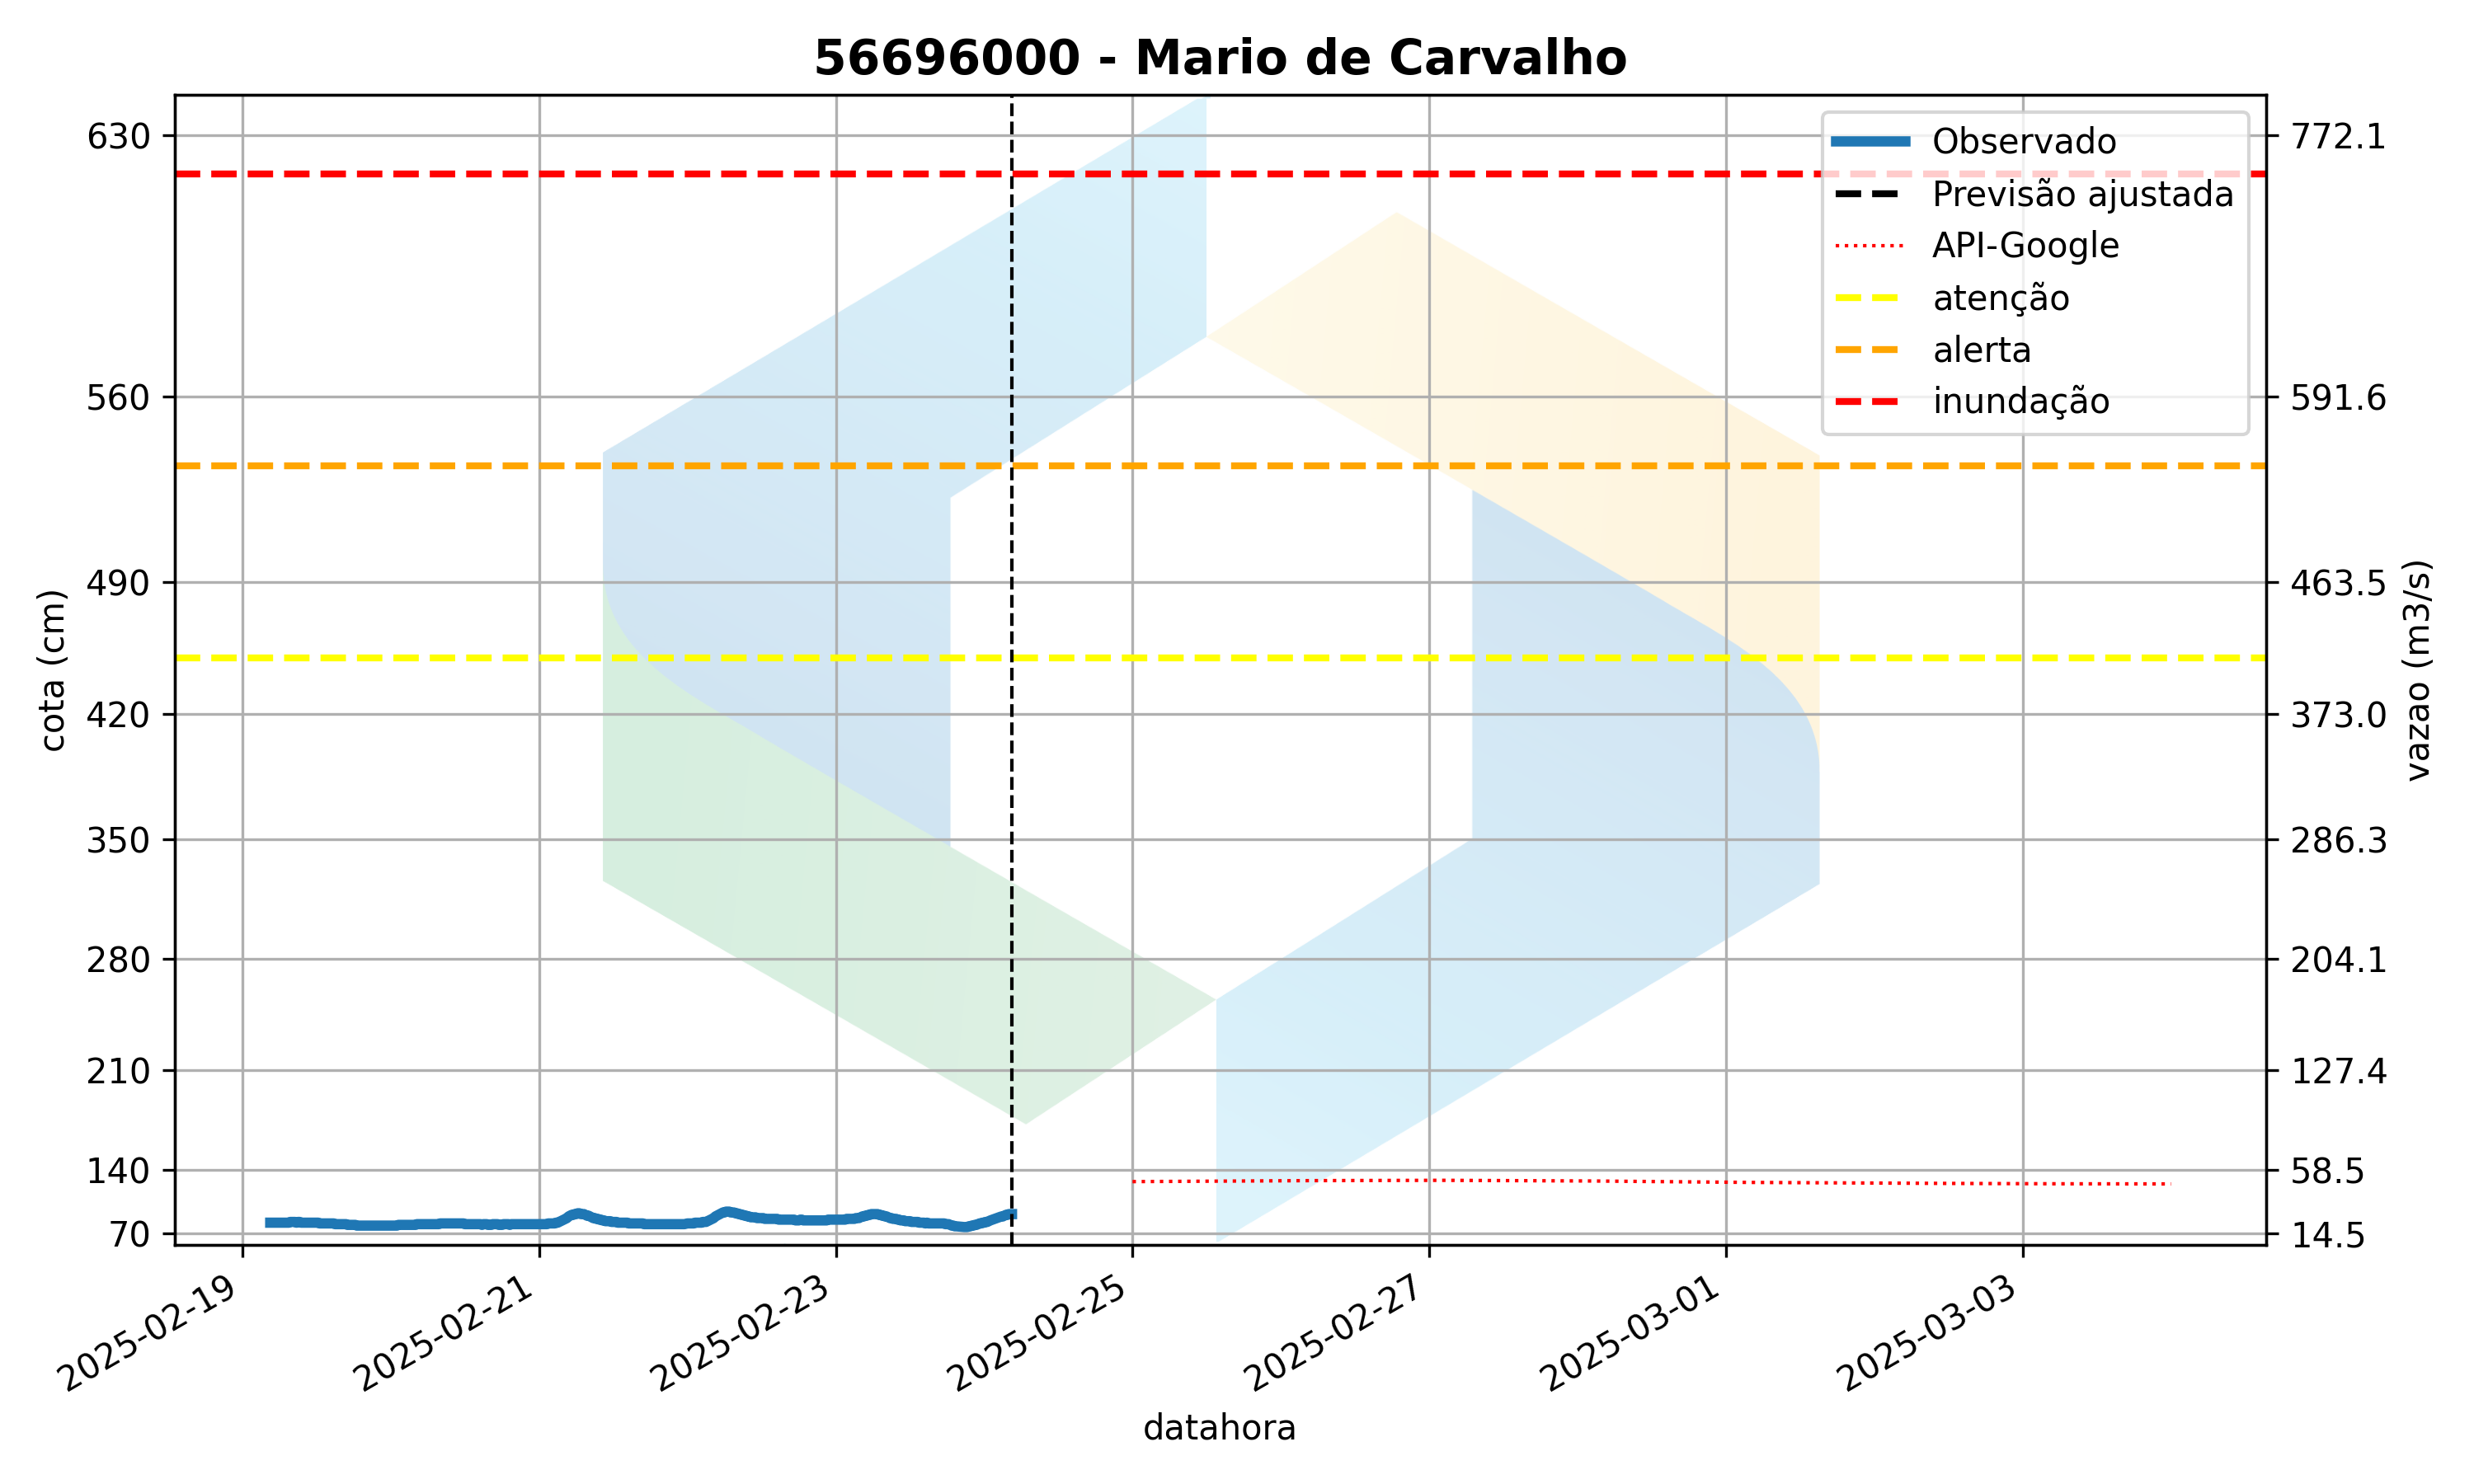 56696000 - Mario de Carvalho
630
560
490
420
350
280
210
140
70
cota (cm)
772.1
591.6
463.5
373.0
286.3
204.1
127.4
58.5
14.5
vazao (m3/s)
Observado
Previsão ajustada
API-Google
atenção
alerta
inundação
2025-02-19
2025-02-21
2025-02-23
2025-02-25
2025-02-27
2025-03-01
2025-03-03
datahora